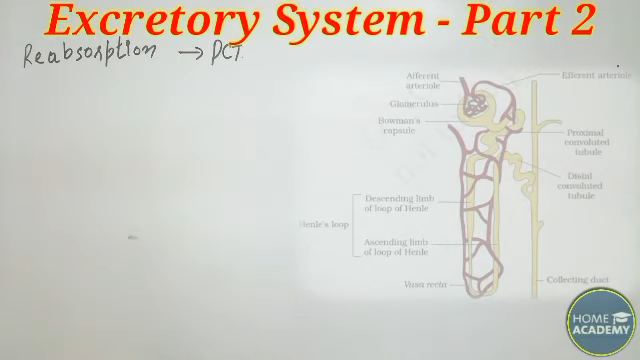 Excretory System - Part 2
Reabsorption → PCT
Afferent arteriole
Efferent arteriole
Glomerulus
Bowman's capsule
Proximal convoluted tubule
Distal convoluted tubule
Descending limb of loop of Henle
Henle's loop
Ascending limb of loop of Henle
Vasa recta
Collecting duct
HOME ACADEMY